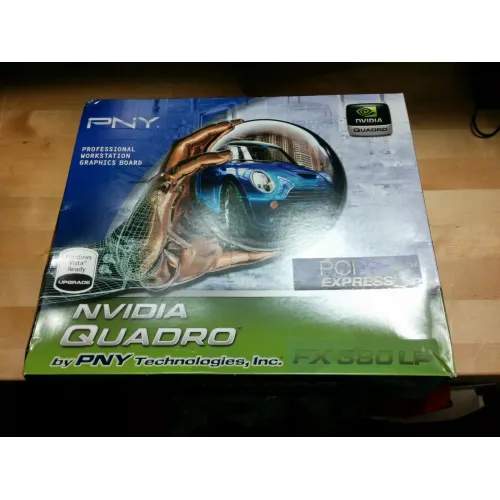 PNY
NVIDIA
QUADRO
PROFESSIONAL
WORKSTATION
GRAPHICS BOARD
PCI
EXPRESS
Windows
Vista
Ready
UPGRADE
NVIDIA
QUADRO
by PNY Technologies, Inc.
FX 380 LP